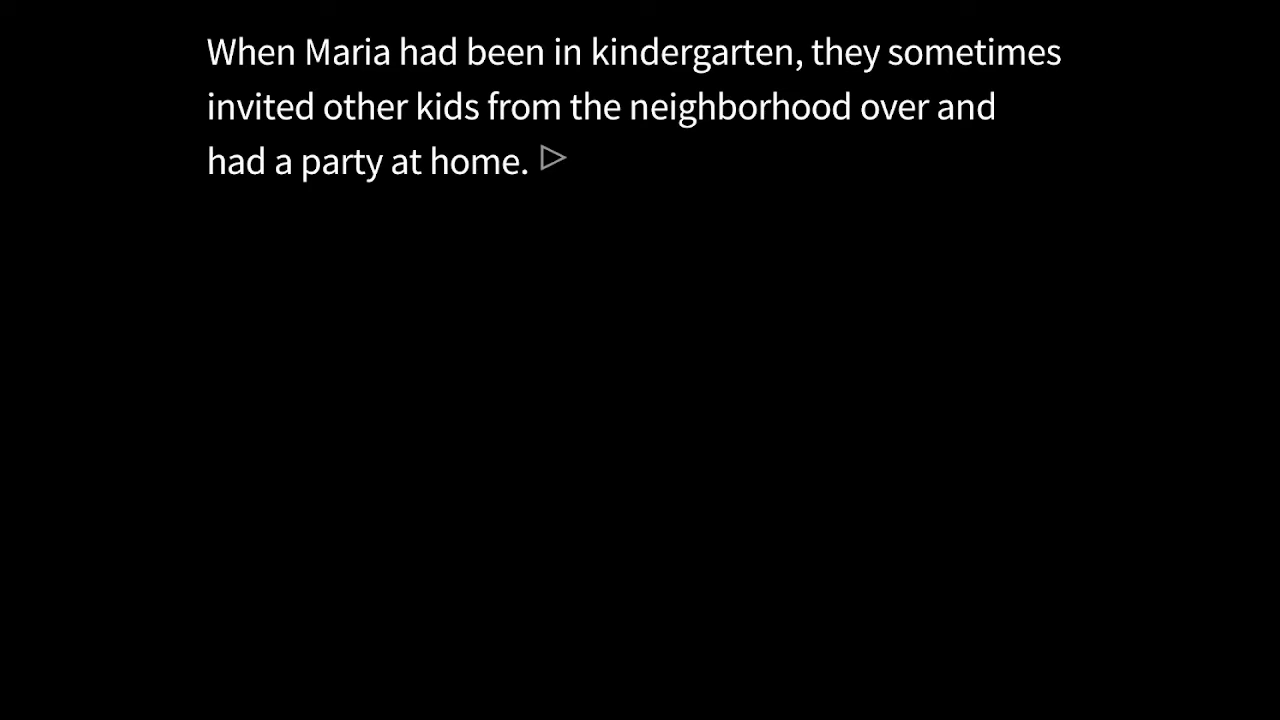 When Maria had been in kindergarten, they sometimes
invited other kids from the neighborhood over and
had a party at home.